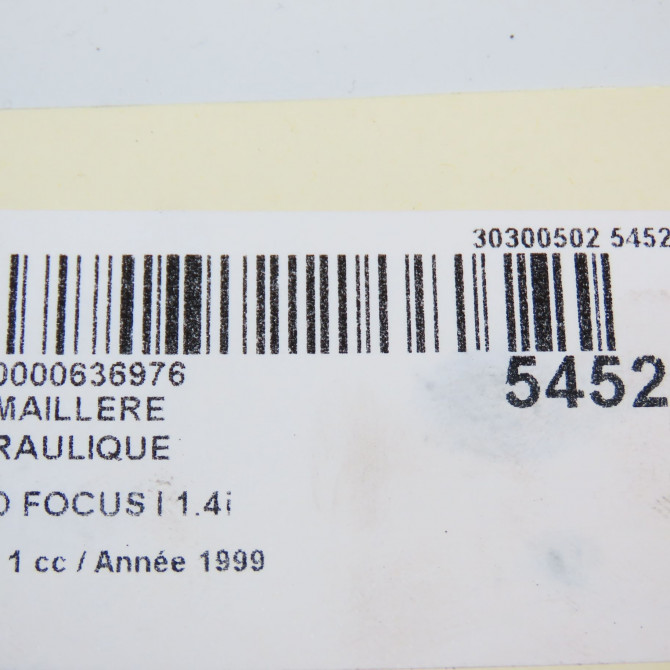 30300502 5452
0000636976
5452
MAILLERE
RAULIQUE
FOCUS I 1.4i
1 cc / Année 1999